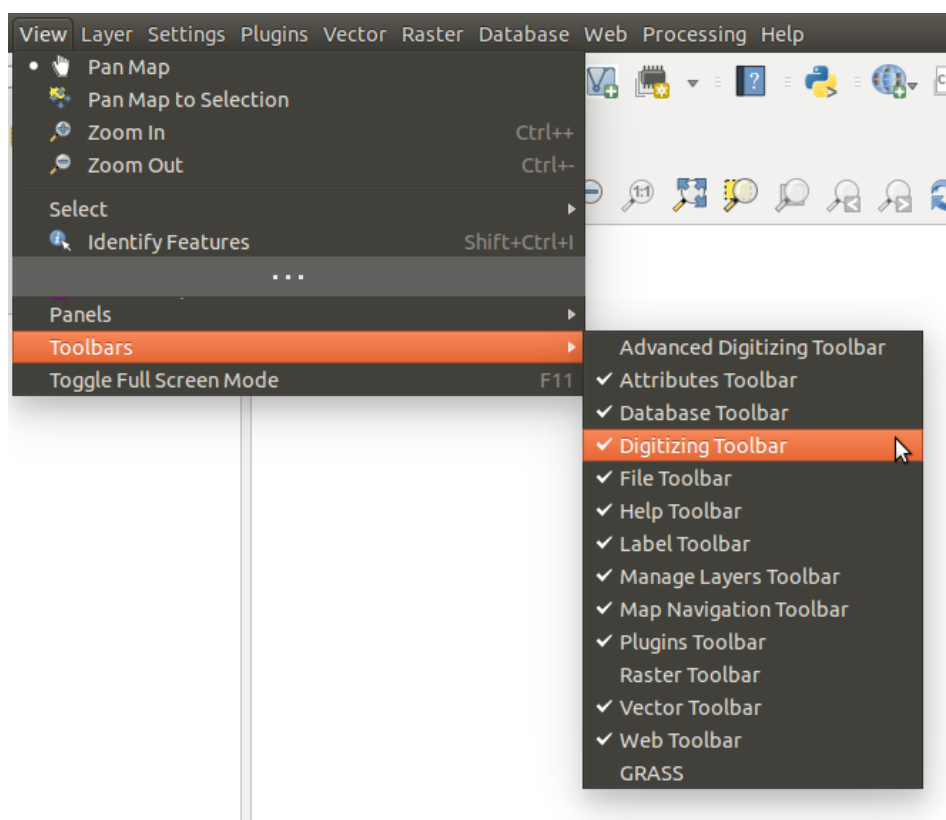 View Layer Settings Plugins Vector Raster Database Web Processing Help
Pan Map
Pan Map to Selection
Zoom In Ctrl++
Zoom Out Ctrl+-
Select
Identify Features Shift+Ctrl+I
...
Panels
Toolbars
Toggle Full Screen Mode F11
Advanced Digitizing Toolbar
Attributes Toolbar
Database Toolbar
Digitizing Toolbar
File Toolbar
Help Toolbar
Label Toolbar
Manage Layers Toolbar
Map Navigation Toolbar
Plugins Toolbar
Raster Toolbar
Vector Toolbar
Web Toolbar
GRASS
?
1:1